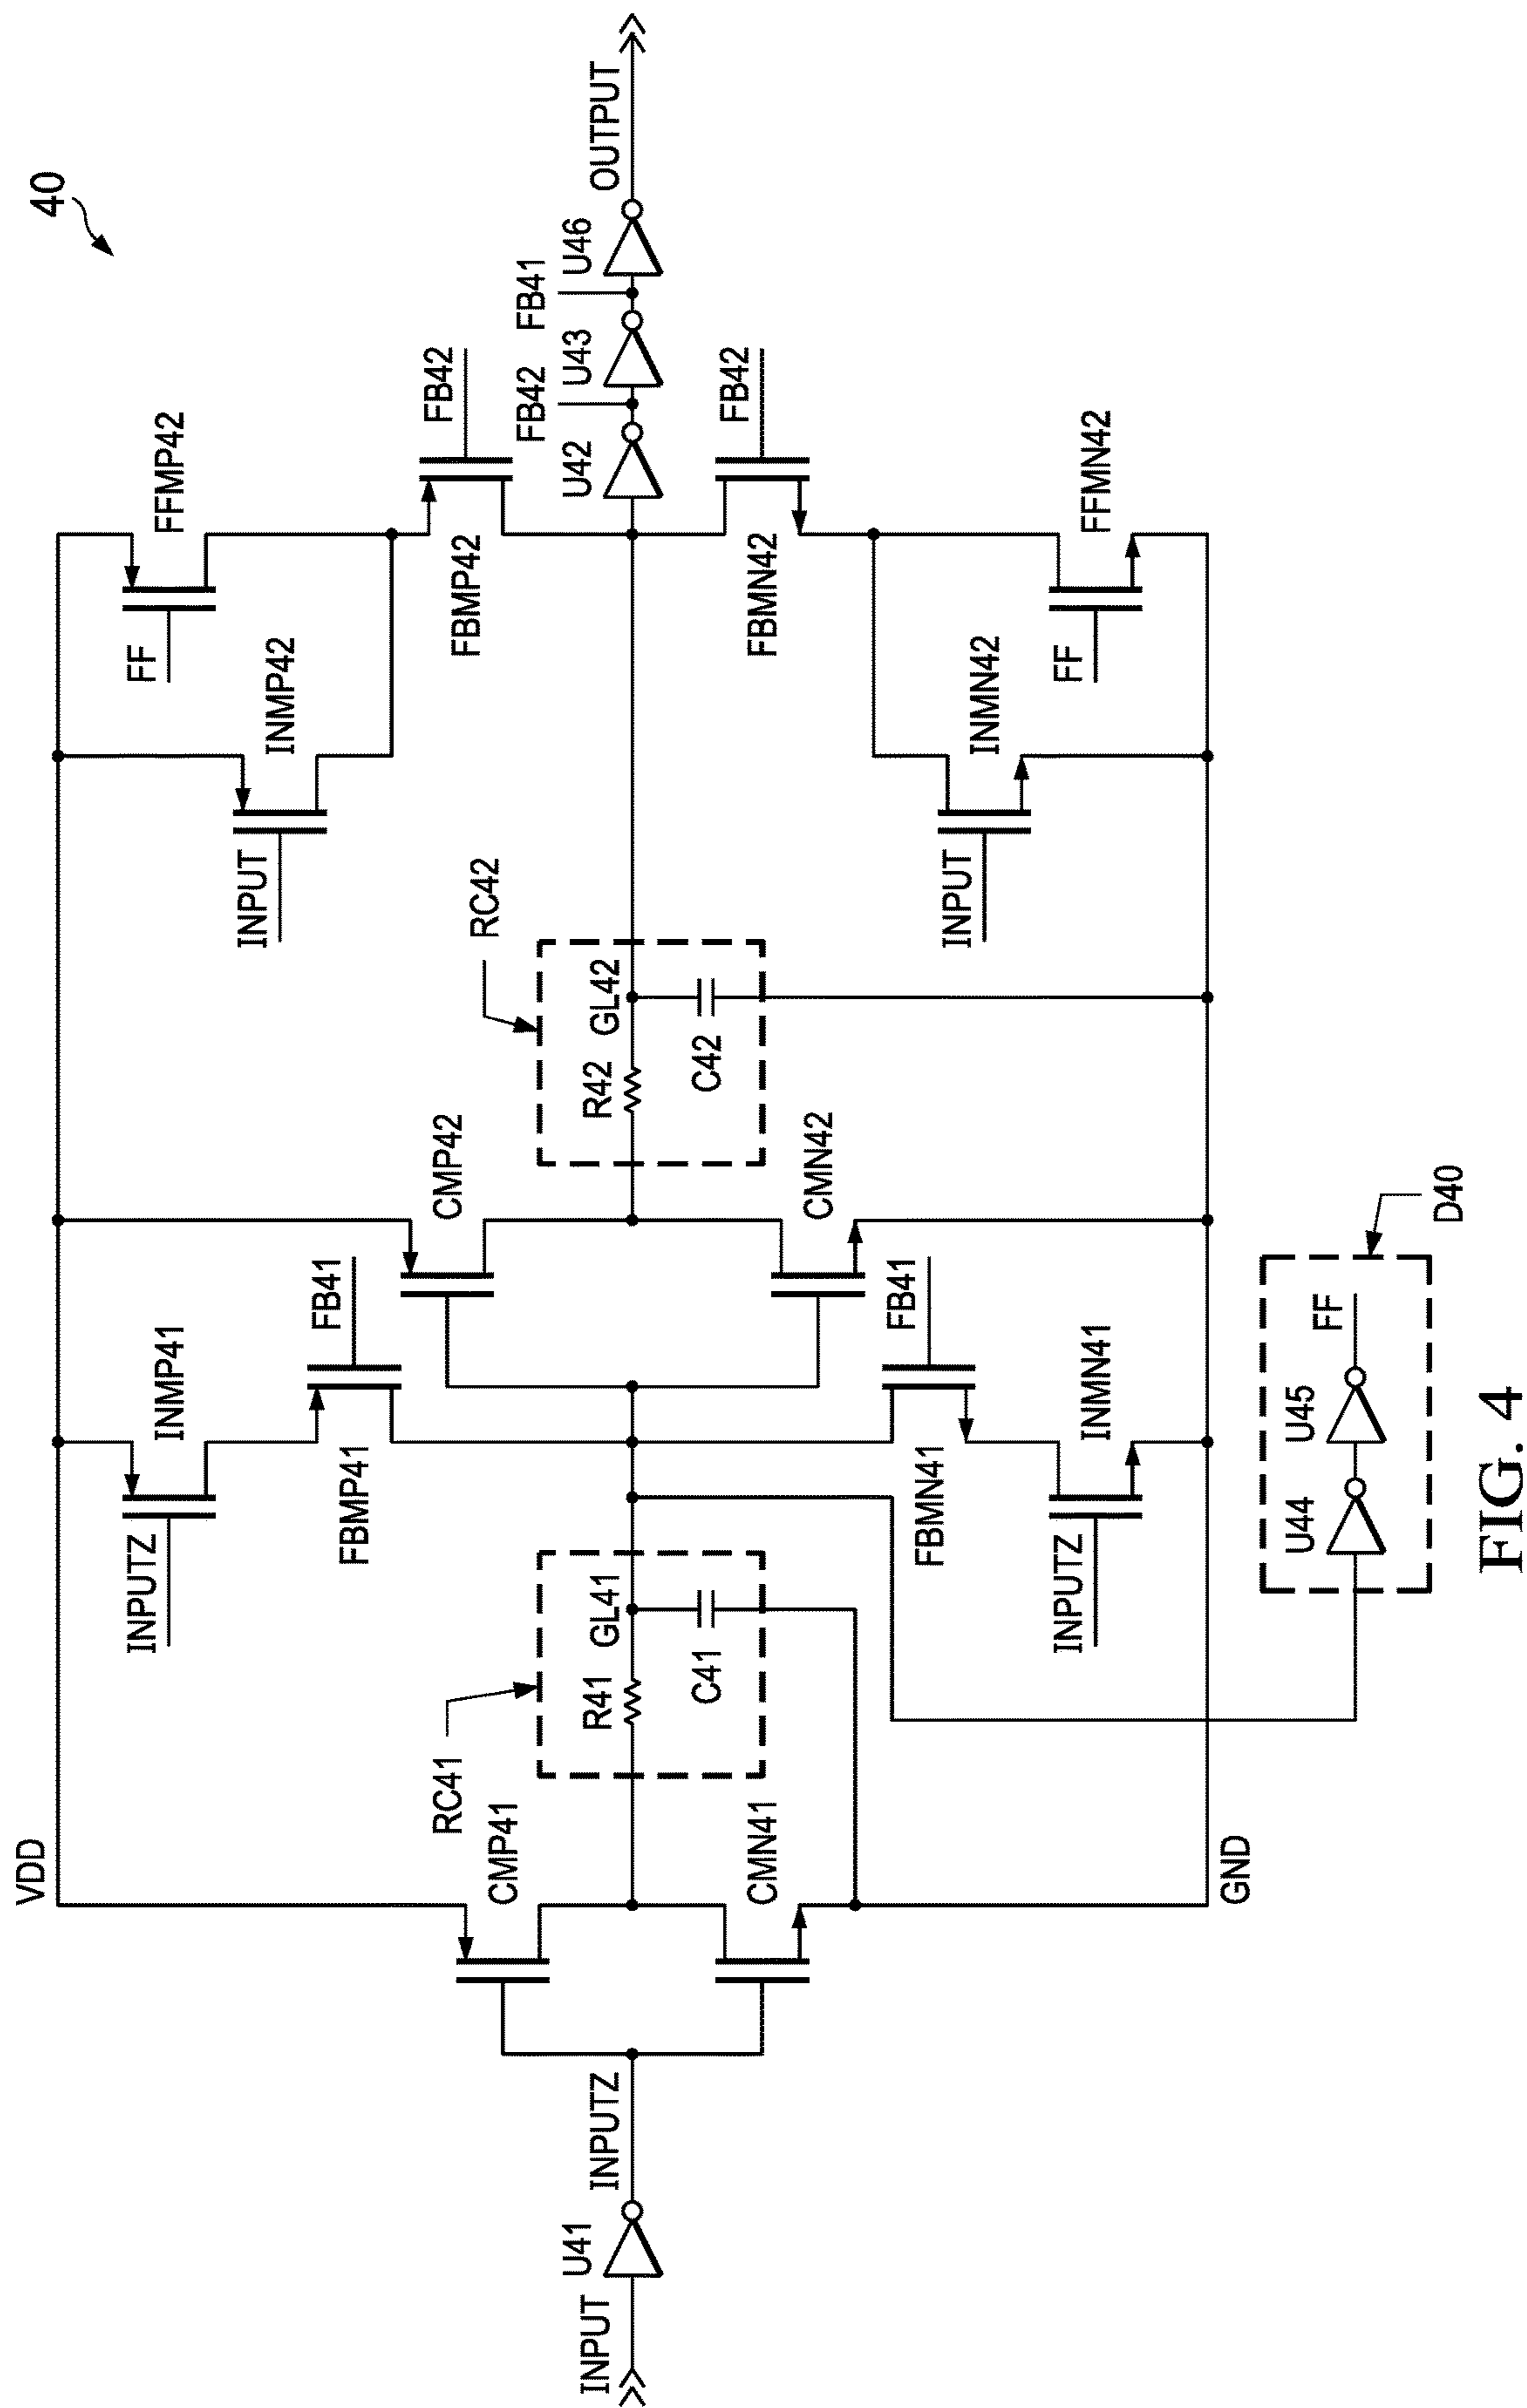 40
VDD
INPUT
U41
INPUTZ
CMP41
CMN41
RC41
R41
GL41
C41
INPUTZ
INMP41
FBMP41
FB41
FBMN41
FB41
INPUTZ
INMN41
CMP42
CMN42
RC42
R42
GL42
C42
INPUT
INMP42
FF
FFMP42
FBMP42
FB42
FBMN42
FB42
INPUT
INMN42
FF
FFMN42
U42
FB42
U43
FB41
U46
OUTPUT
GND
U44
U45
FF
D40
FIG. 4